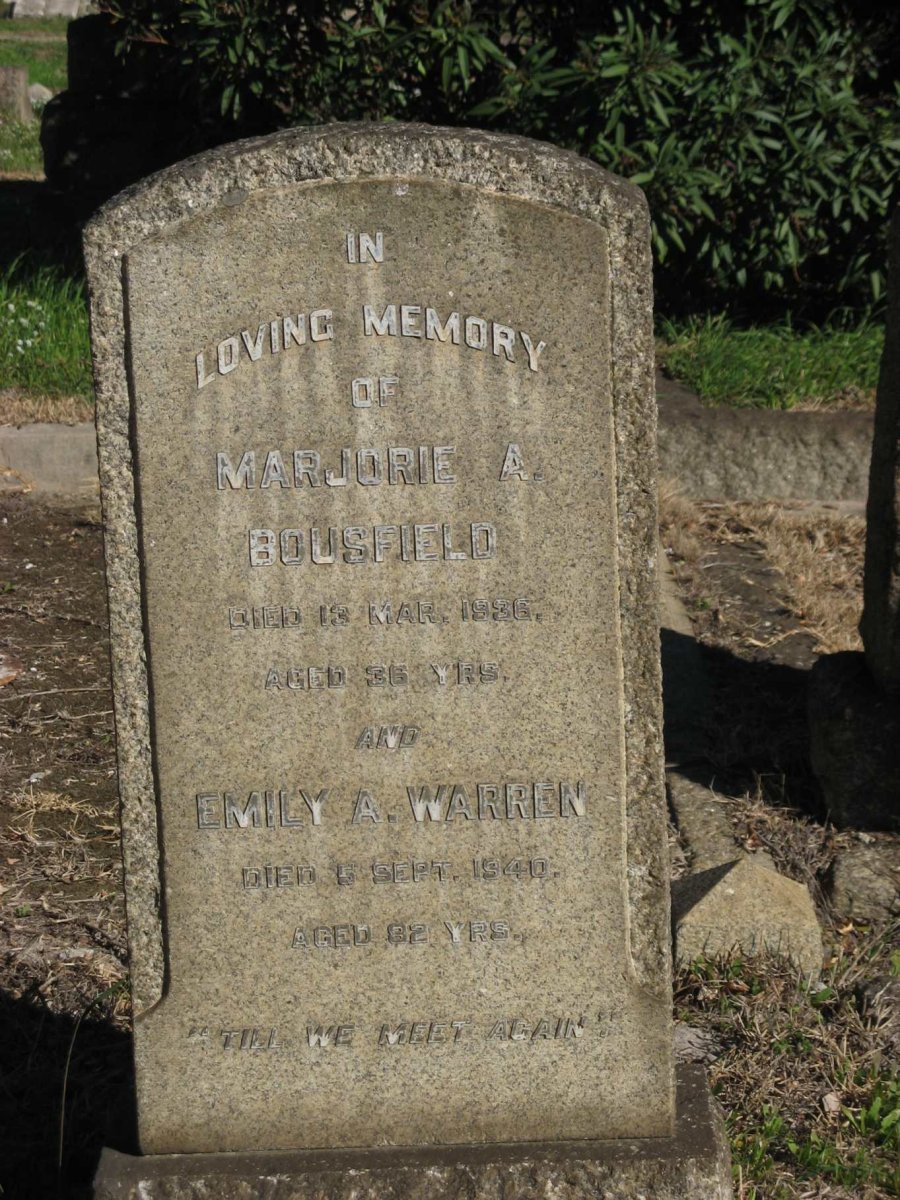 IN
LOVING MEMORY
OF
MARJORIE A.
BOUSFIELD
DIED 13 MAR. 1936.
AGED 36 YRS.
AND
EMILY A. WARREN
DIED 5 SEPT. 1940.
AGED 82 YRS.
"TILL WE MEET AGAIN"